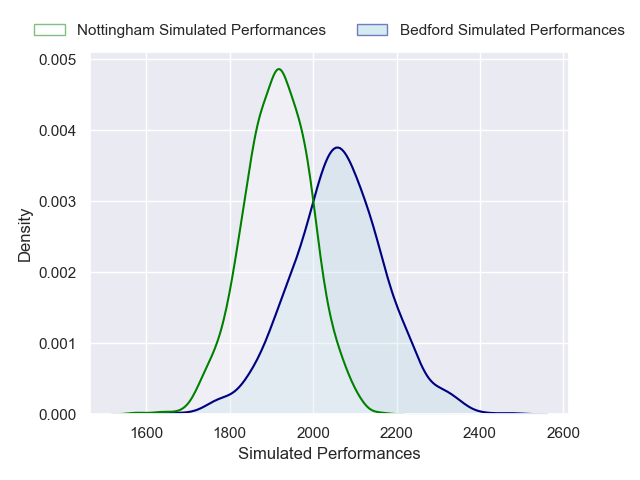 Nottingham Simulated Performances Bedford Simulated Performances
0.005
0.004
0.003
0.002
0.001
0.000
Density
1600 1800 2000 2200 2400 2600
Simulated Performances